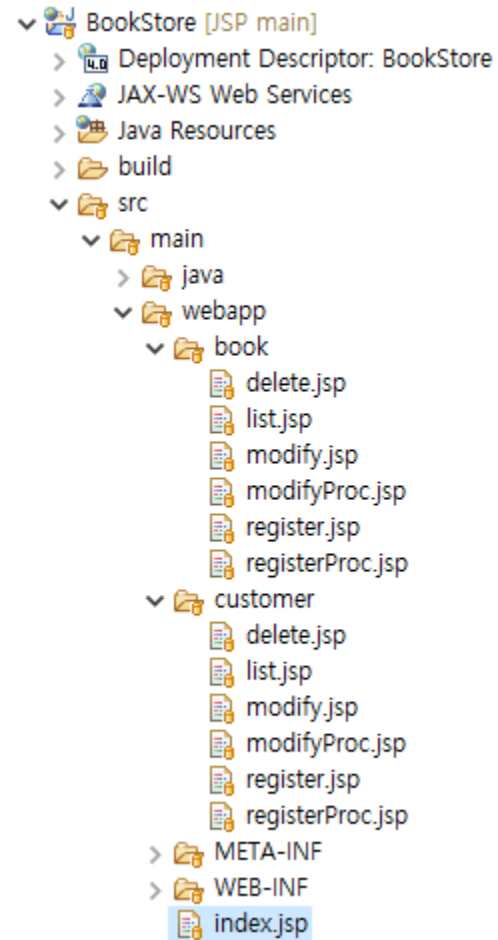 BookStore [JSP main]
4.0 Deployment Descriptor: BookStore
JAX-WS Web Services
Java Resources
build
src
main
java
webapp
book
delete.jsp
list.jsp
modify.jsp
modifyProc.jsp
register.jsp
registerProc.jsp
customer
delete.jsp
list.jsp
modify.jsp
modifyProc.jsp
register.jsp
registerProc.jsp
META-INF
WEB-INF
index.jsp